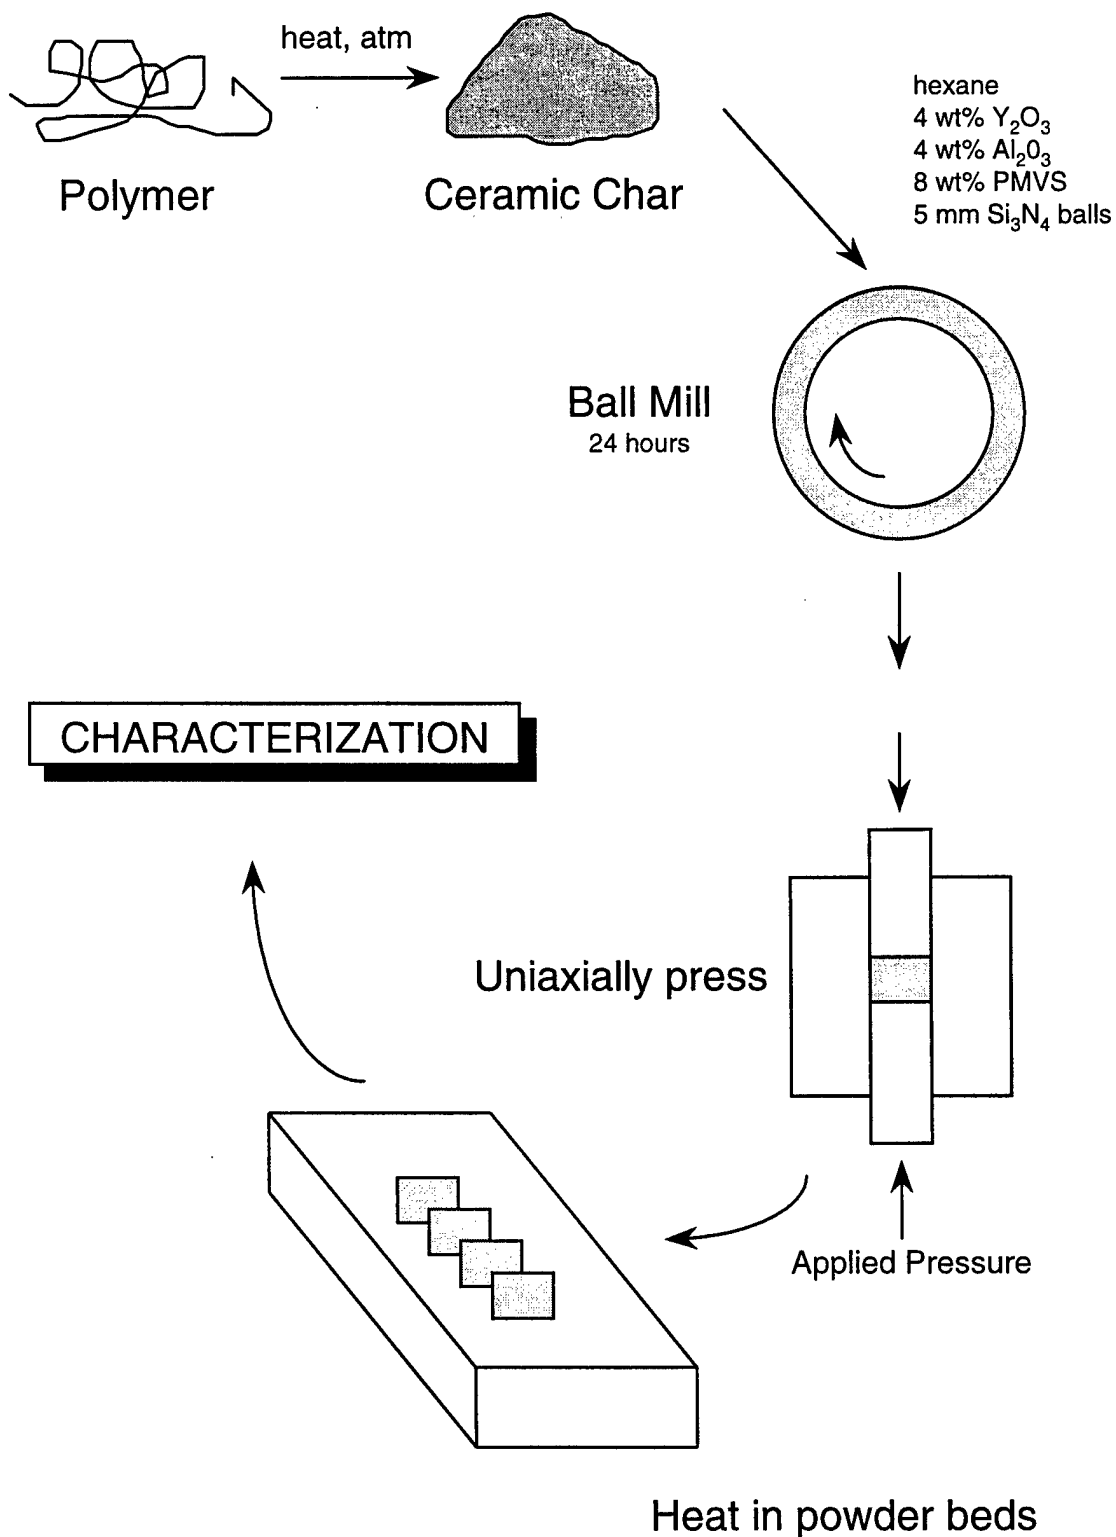 heat, atm
Polymer
Ceramic Char
hexane
4 wt% Y₂O₃
4 wt% Al₂0₃
8 wt% PMVS
5 mm Si₃N₄ balls
Ball Mill
24 hours
CHARACTERIZATION
Uniaxially press
Applied Pressure
Heat in powder beds